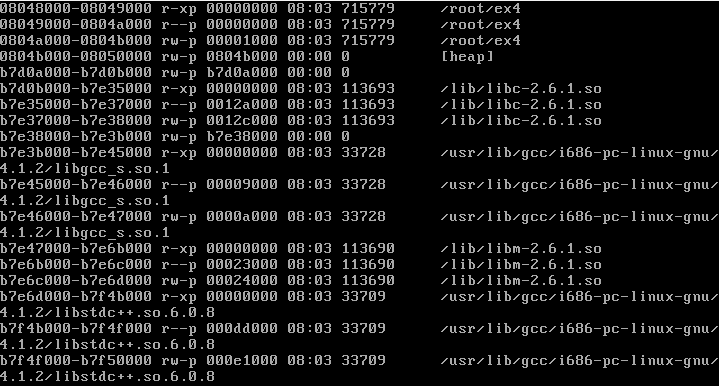 08048000-08049000 r-xp 00000000 08:03 715779     /root/ex4
08049000-0804a000 r--p 00000000 08:03 715779     /root/ex4
0804a000-0804b000 rw-p 00001000 08:03 715779     /root/ex4
0804b000-08050000 rw-p 0804b000 00:00 0          [heap]
b7d0a000-b7d0b000 rw-p b7d0a000 00:00 0
b7d0b000-b7e35000 r-xp 00000000 08:03 113693     /lib/libc-2.6.1.so
b7e35000-b7e37000 r--p 0012a000 08:03 113693     /lib/libc-2.6.1.so
b7e37000-b7e38000 rw-p 0012c000 08:03 113693     /lib/libc-2.6.1.so
b7e38000-b7e3b000 rw-p b7e38000 00:00 0
b7e3b000-b7e45000 r-xp 00000000 08:03 33728      /usr/lib/gcc/i686-pc-linux-gnu/
4.1.2/libgcc_s.so.1
b7e45000-b7e46000 r--p 00009000 08:03 33728      /usr/lib/gcc/i686-pc-linux-gnu/
4.1.2/libgcc_s.so.1
b7e46000-b7e47000 rw-p 0000a000 08:03 33728      /usr/lib/gcc/i686-pc-linux-gnu/
4.1.2/libgcc_s.so.1
b7e47000-b7e6b000 r-xp 00000000 08:03 113690     /lib/libm-2.6.1.so
b7e6b000-b7e6c000 r--p 00023000 08:03 113690     /lib/libm-2.6.1.so
b7e6c000-b7e6d000 rw-p 00024000 08:03 113690     /lib/libm-2.6.1.so
b7e6d000-b7f4b000 r-xp 00000000 08:03 33709      /usr/lib/gcc/i686-pc-linux-gnu/
4.1.2/libstdc++.so.6.0.8
b7f4b000-b7f4f000 r--p 000dd000 08:03 33709      /usr/lib/gcc/i686-pc-linux-gnu/
4.1.2/libstdc++.so.6.0.8
b7f4f000-b7f50000 rw-p 000e1000 08:03 33709      /usr/lib/gcc/i686-pc-linux-gnu/
4.1.2/libstdc++.so.6.0.8